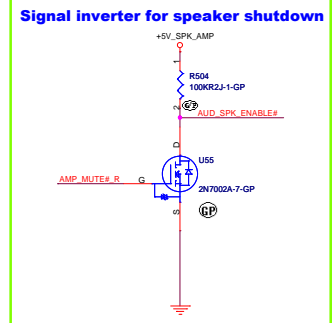 Signal inverter for speaker shutdown
+5V_SPK_AMP
1
R504
100KR2J-1-GP
2
GP
AUD_SPK_ENABLE#
D
U55
AMP_MUTE#_R
G
2N7002A-7-GP
S
GP